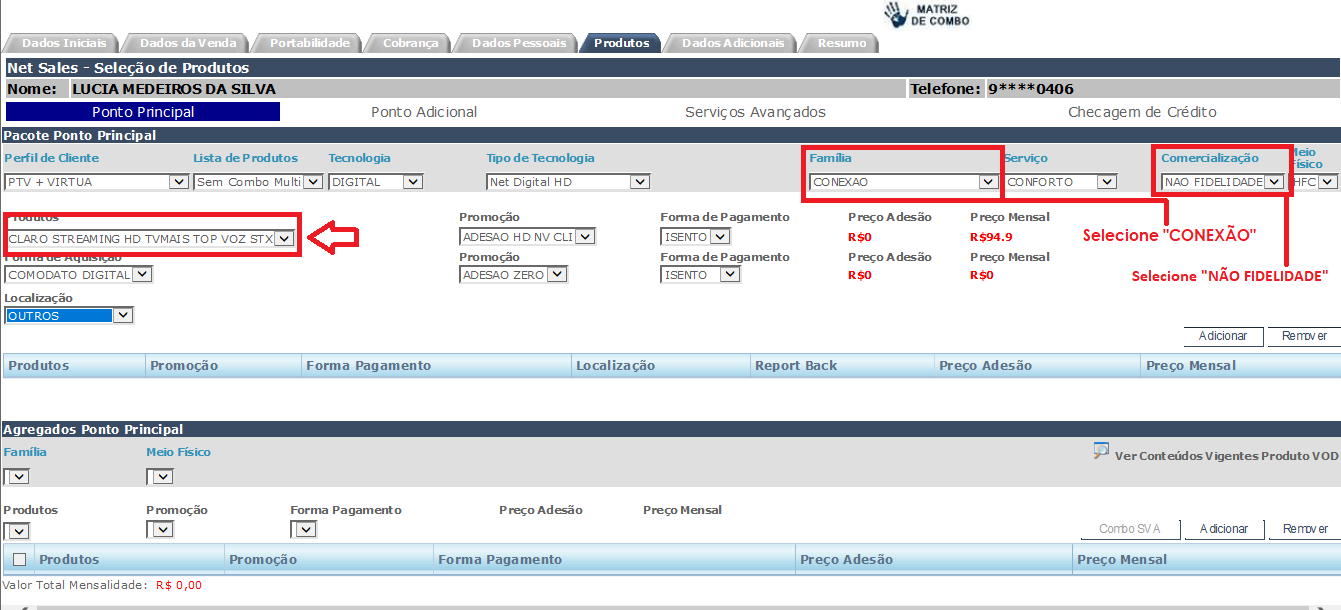 MATRIZ
DE COMBO
Dados Iniciais Dados da Venda Portabilidade Cobrança Dados Pessoais Produtos Dados Adicionais Resumo
Net Sales - Seleção de Produtos
Nome: LUCIA MEDEIROS DA SILVA Telefone: 9****0406
Ponto Principal Ponto Adicional Serviços Avançados Checagem de Crédito
Pacote Ponto Principal
Perfil de Cliente Lista de Produtos Tecnologia Tipo de Tecnologia Família Serviço Comercialização Meio
Físico
PTV + VIRTUA Sem Combo Multi DIGITAL Net Digital HD CONEXAO CONFORTO NAO FIDELIDADE HFC
Produtos Promoção Forma de Pagamento Preço Adesão Preço Mensal
CLARO STREAMING HD TVMAIS TOP VOZ STX ADESAO HD NV CLI ISENTO R$0 R$94.9 Selecione "CONEXÃO"
Forma de Aquisição Promoção Forma de Pagamento Preço Adesão Preço Mensal
COMODATO DIGITAL ADESAO ZERO ISENTO R$0 R$0 Selecione "NÃO FIDELIDADE"
Localização
OUTROS
Adicionar Remover
Produtos Promoção Forma Pagamento Localização Report Back Preço Adesão Preço Mensal
Agregados Ponto Principal
Família Meio Físico
Ver Conteúdos Vigentes Produto VOD
Produtos Promoção Forma Pagamento Preço Adesão Preço Mensal
Combo SVA Adicionar Remover
Produtos Promoção Forma Pagamento Preço Adesão Preço Mensal
Valor Total Mensalidade: R$ 0,00